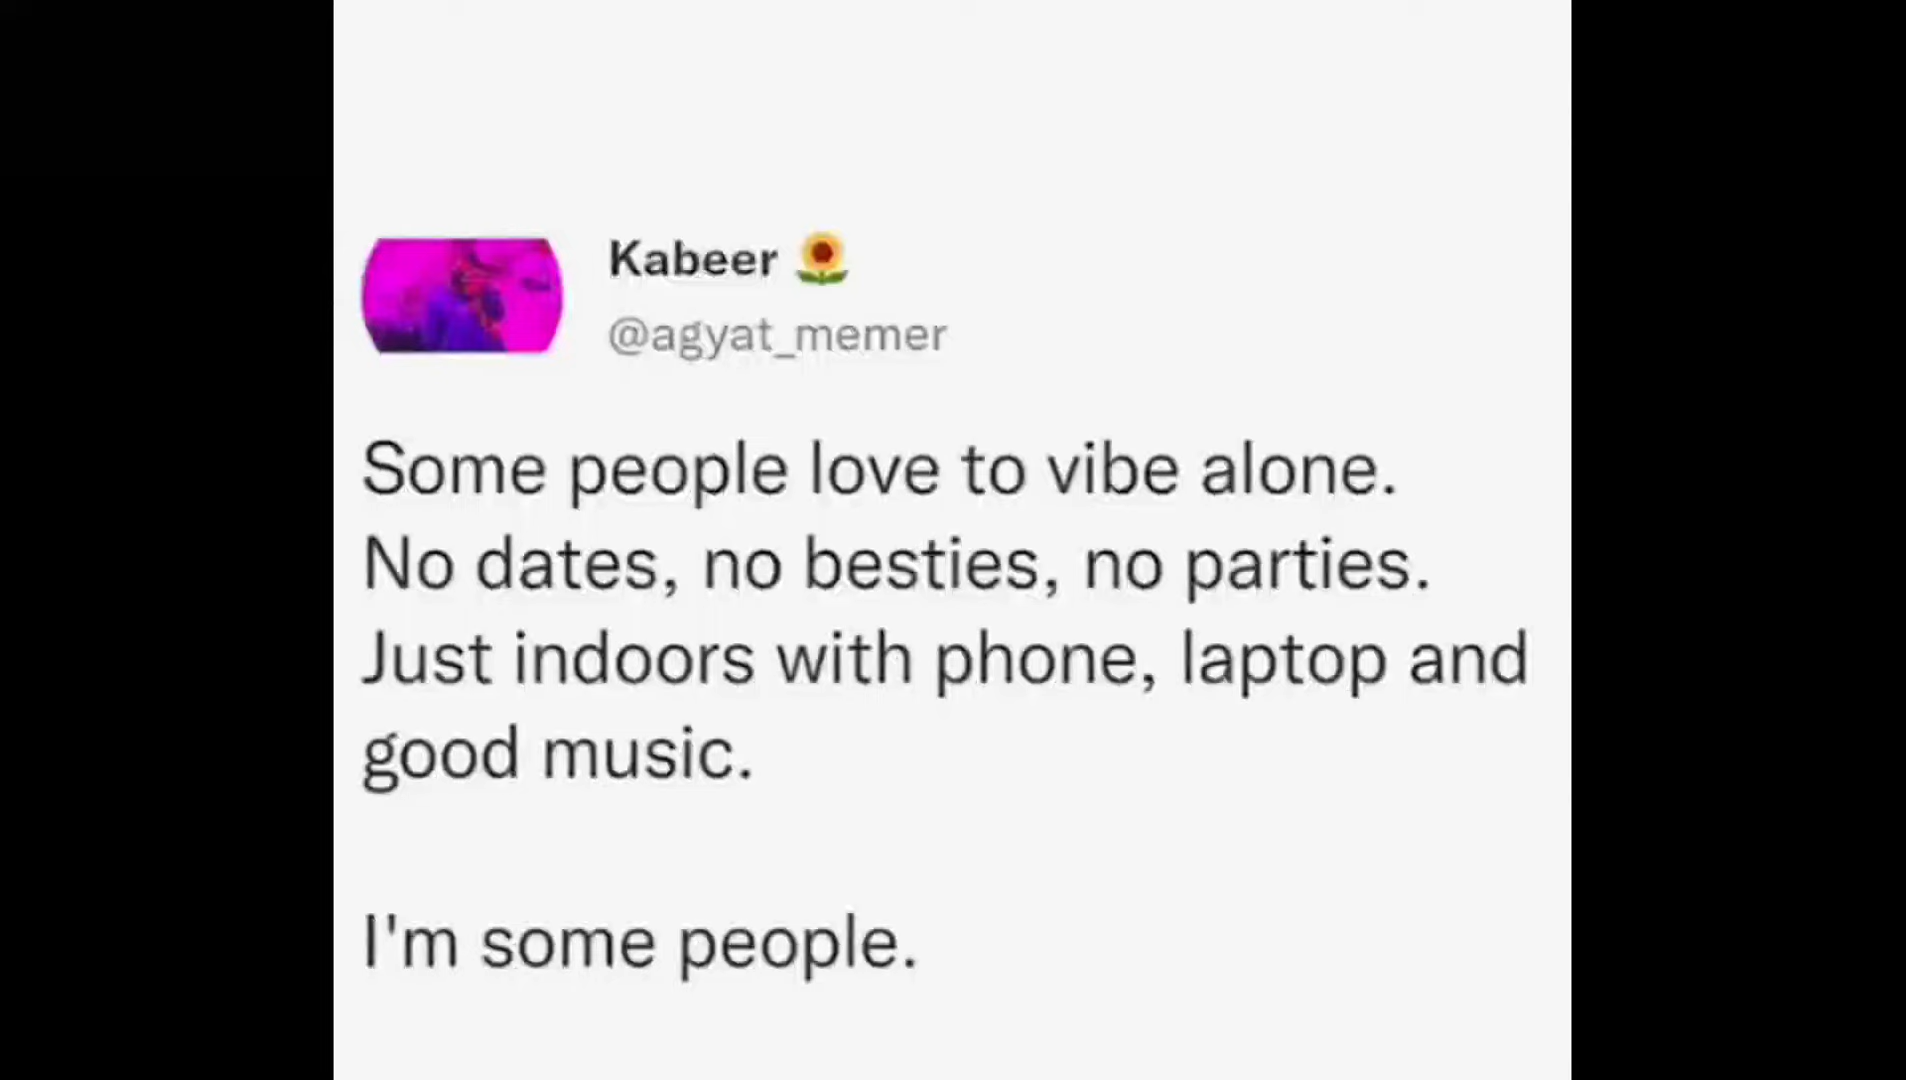 Kabeer 🌻
@agyat_memer
Some people love to vibe alone.
No dates, no besties, no parties.
Just indoors with phone, laptop and
good music.
I'm some people.